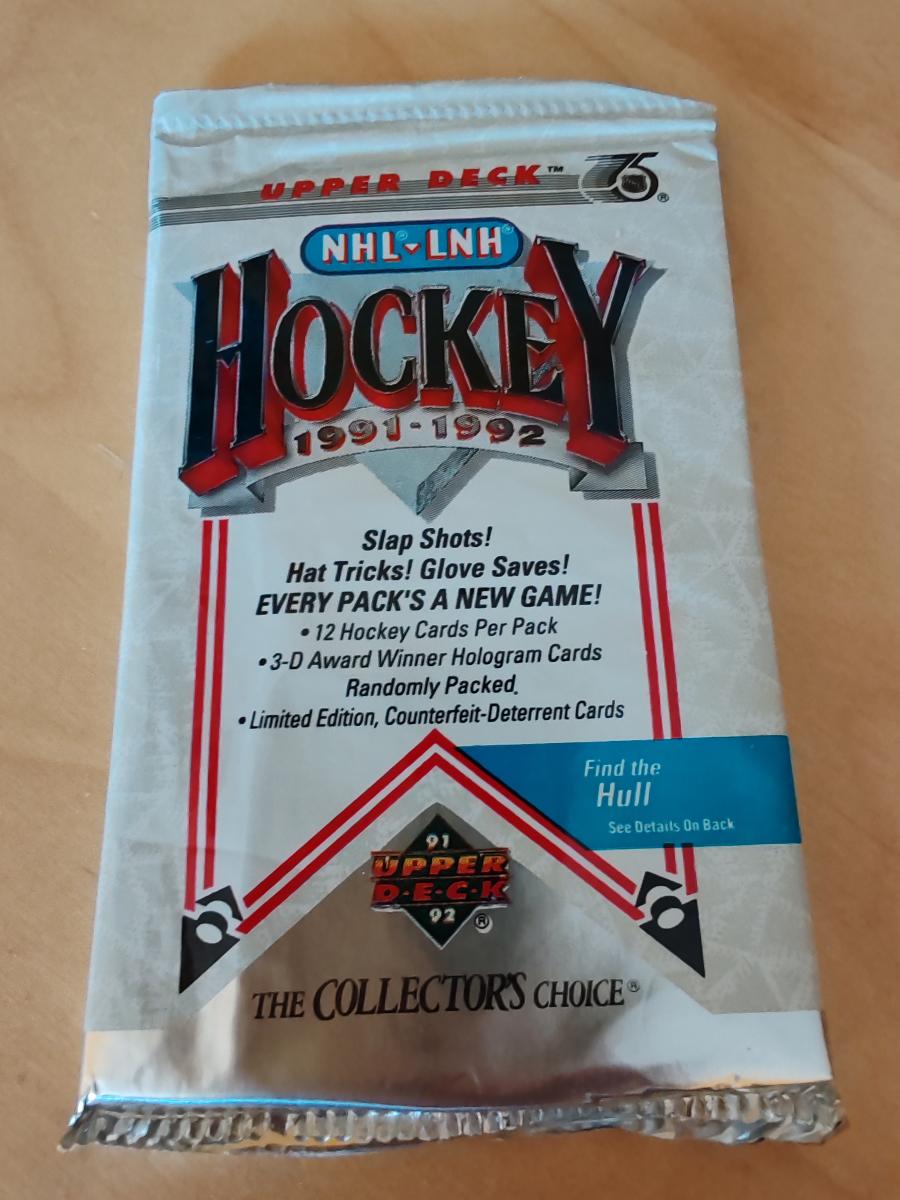 UPPER DECK™ 75 NHL ®
NHL® LNH®
HOCKEY
1991-1992
Slap Shots!
Hat Tricks! Glove Saves!
EVERY PACK'S A NEW GAME!
• 12 Hockey Cards Per Pack
• 3-D Award Winner Hologram Cards
Randomly Packed.
• Limited Edition, Counterfeit-Deterrent Cards
Find the
Hull
See Details On Back
91
UPPER
D·E·C·K
92 ®
THE COLLECTOR'S CHOICE®